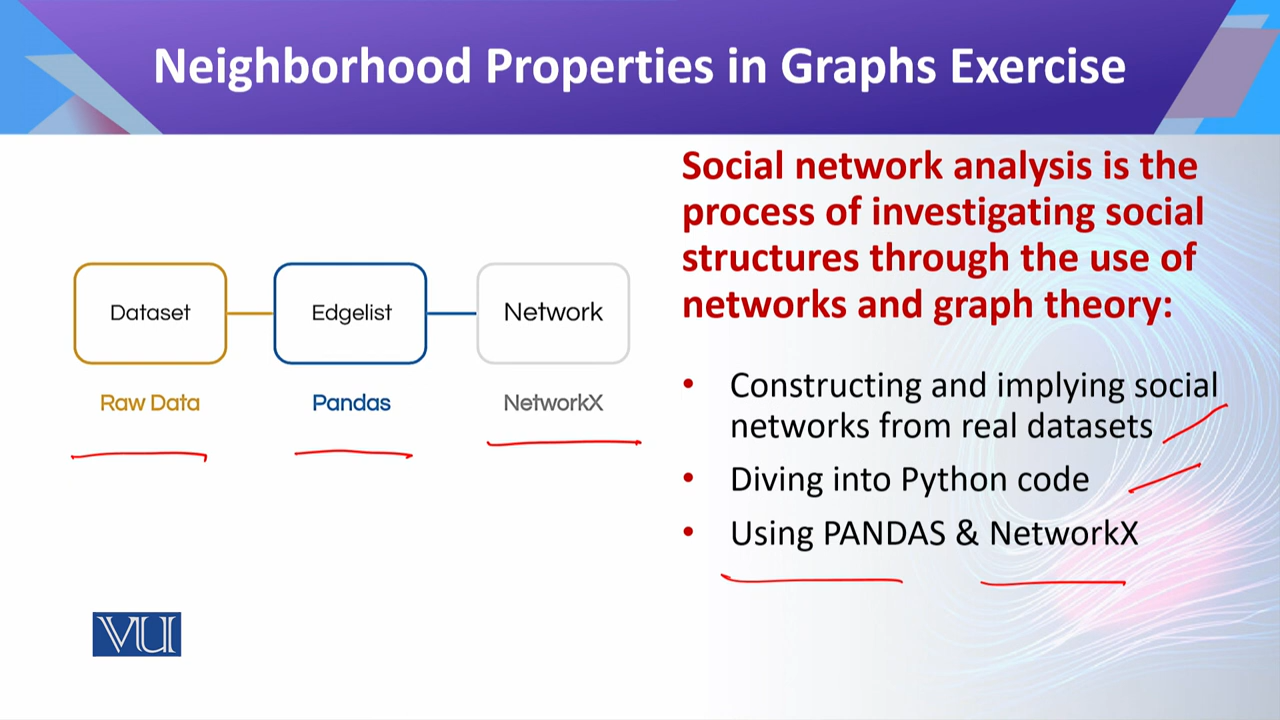 Neighborhood Properties in Graphs Exercise
Social network analysis is the
process of investigating social
structures through the use of
networks and graph theory:
Dataset
Edgelist
Network
Raw Data
Pandas
NetworkX
• Constructing and implying social
networks from real datasets
• Diving into Python code
• Using PANDAS & NetworkX
VU